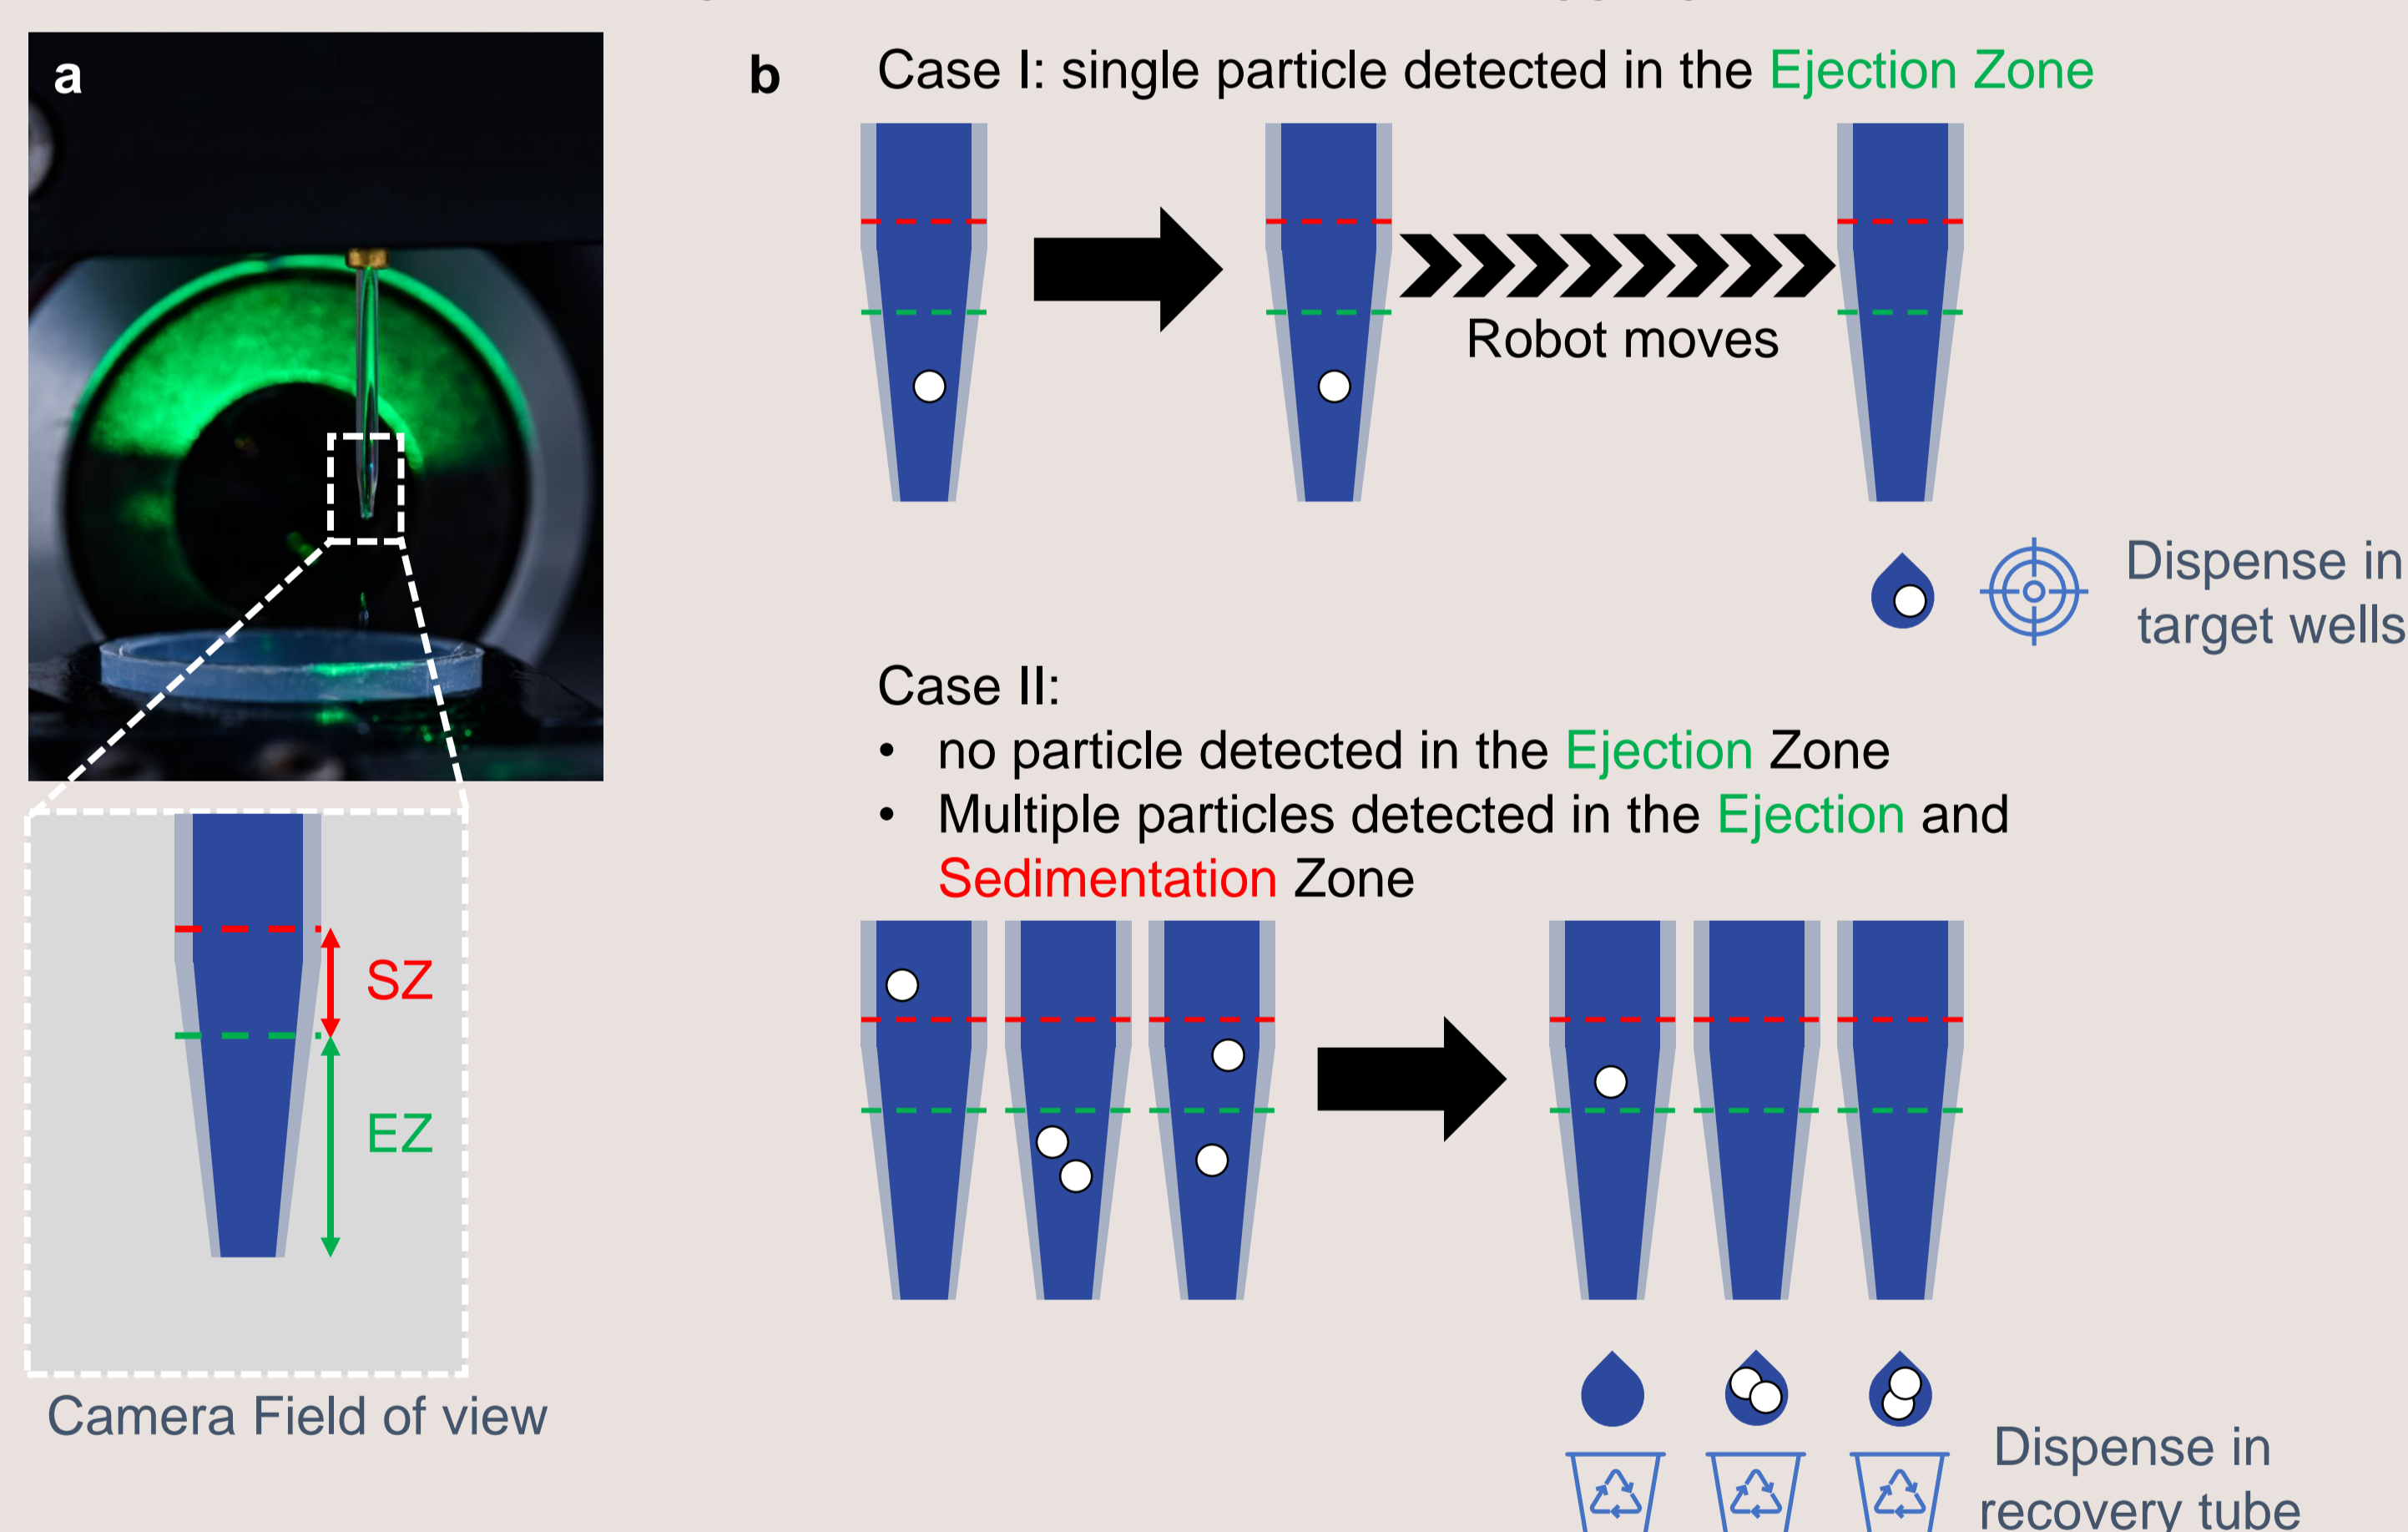 a
SZ
EZ
Camera Field of view
b
Case I: single particle detected in the Ejection Zone
Robot moves
Dispense in
target wells
Case II:
• no particle detected in the Ejection Zone
• Multiple particles detected in the Ejection and
Sedimentation Zone
Dispense in
recovery tube